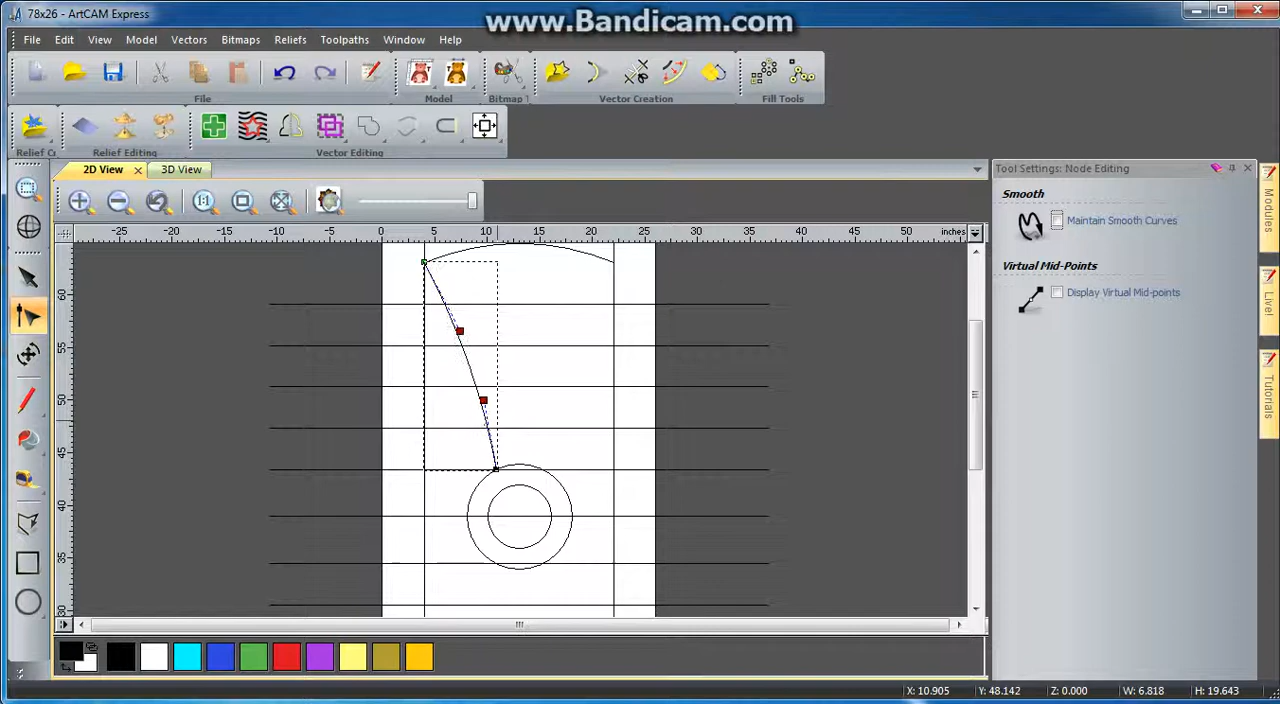 www.Bandicam.com
78x26 - ArtCAM Express
File Edit View Model Vectors Bitmaps Reliefs Toolpaths Window Help
File Model Bitmap T Vector Creation Fill Tools
Relief Cr Relief Editing Vector Editing
2D View 3D View
Tool Settings: Node Editing
1:1
Smooth
Maintain Smooth Curves
Virtual Mid-Points
Display Virtual Mid-points
Modules
Live!
Tutorials
-25 -20 -15 -10 -5 0 5 10 15 20 25 30 35 40 45 50 inches
60
55
50
45
40
35
30
X: 10.905 Y: 48.142 Z: 0.000 W: 6.818 H: 19.643